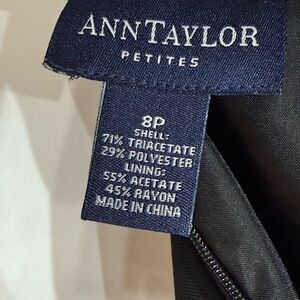 ANNTAYLOR
PETITES
8P
SHELL:
71% TRIACETATE
29% POLYESTER
LINING:
55% ACETATE
45% RAYON
MADE IN CHINA